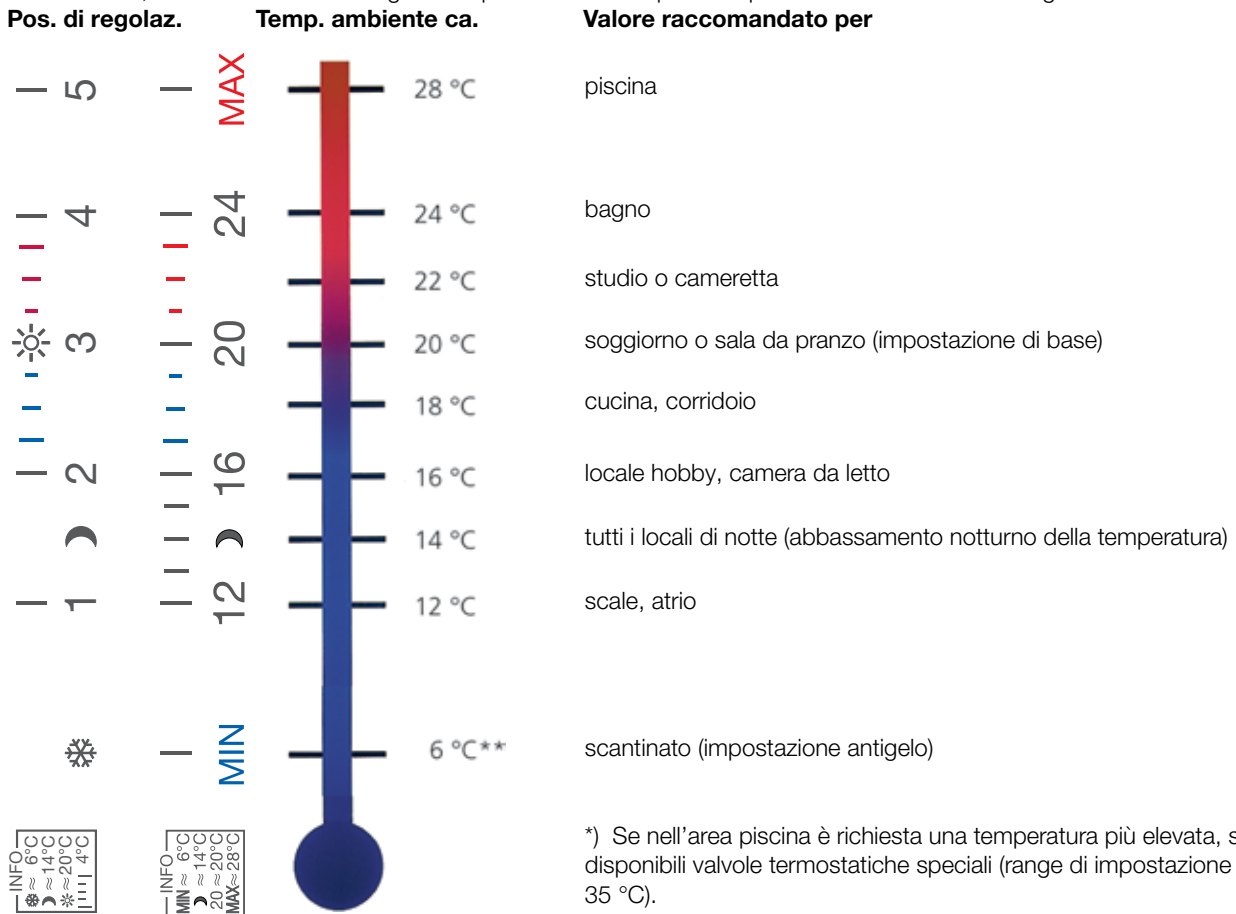 Pos. di regolaz. Temp. ambiente ca. Valore raccomandato per
5 MAX 28 °C piscina
4 24 24 °C bagno
22 °C studio o cameretta
3 20 20 °C soggiorno o sala da pranzo (impostazione di base)
18 °C cucina, corridoio
2 16 16 °C locale hobby, camera da letto
14 °C tutti i locali di notte (abbassamento notturno della temperatura)
1 12 12 °C scale, atrio
MIN 6 °C** scantinato (impostazione antigelo)
INFO
≈ 6°C
≈ 14°C
≈ 20°C
4°C
INFO
MIN ≈ 6°C
≈ 14°C
20 ≈ 20°C
MAX ≈ 28°C
*) Se nell'area piscina è richiesta una temperatura più elevata, s
disponibili valvole termostatiche speciali (range di impostazione
35 °C).